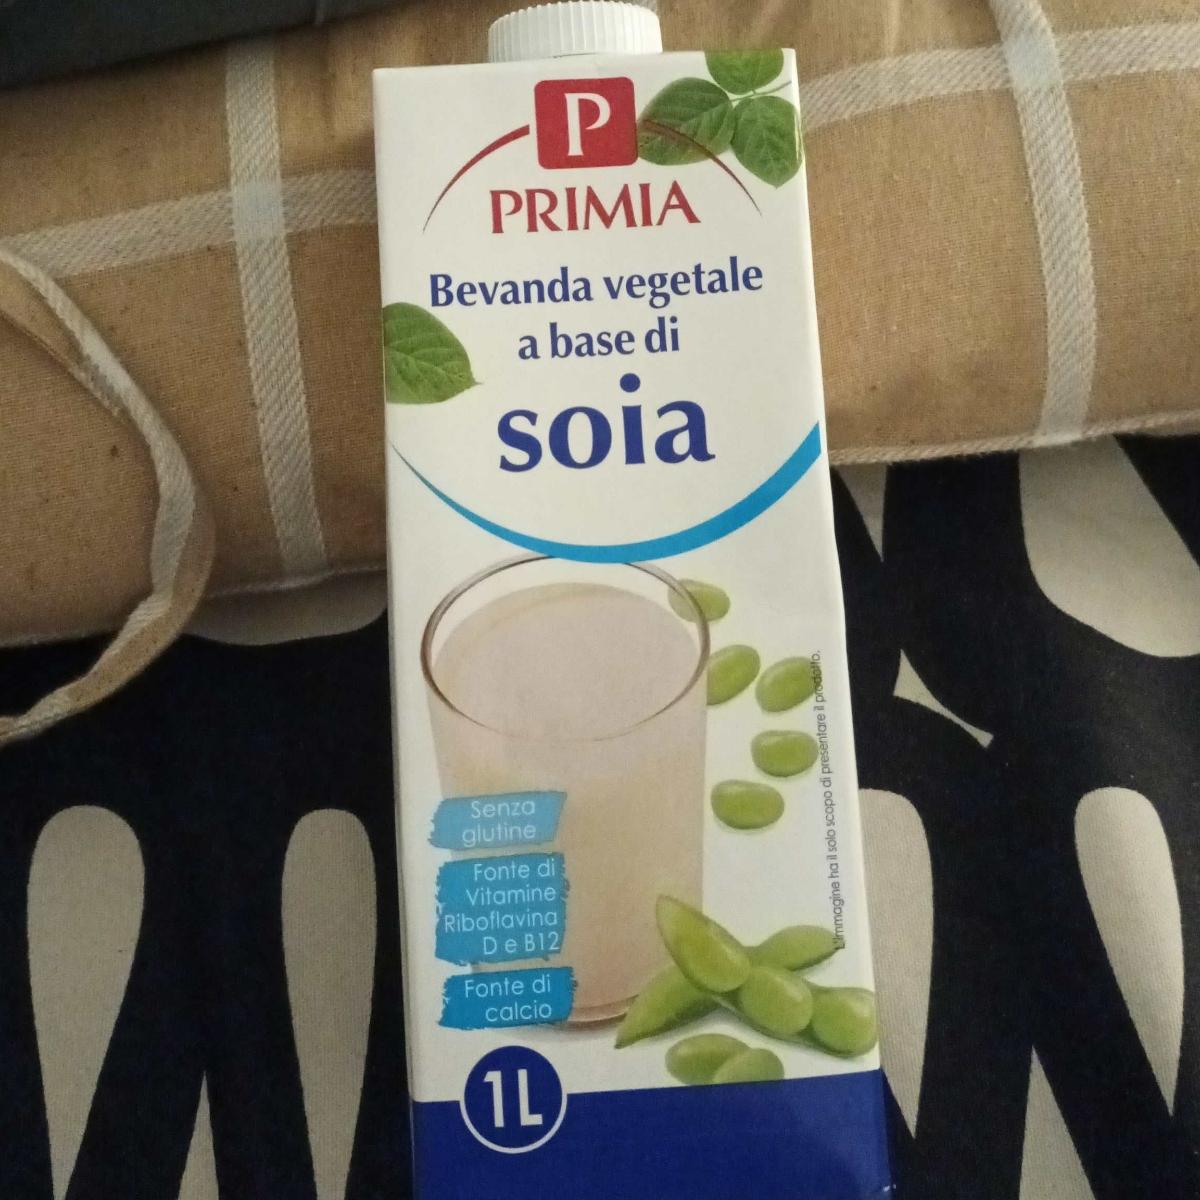 P
PRIMIA
Bevanda vegetale
a base di
soia
Senza
glutine
Fonte di
Vitamine
Riboflavina
D e B12
Fonte di
calcio
1L
L'immagine ha il solo scopo di presentare il prodotto.